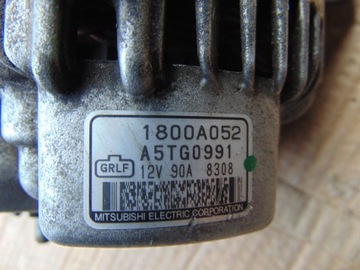 1800A052
A5TG0991
GRLF
12V 90A 8308
MITSUBISHI ELECTRIC CORPORATION